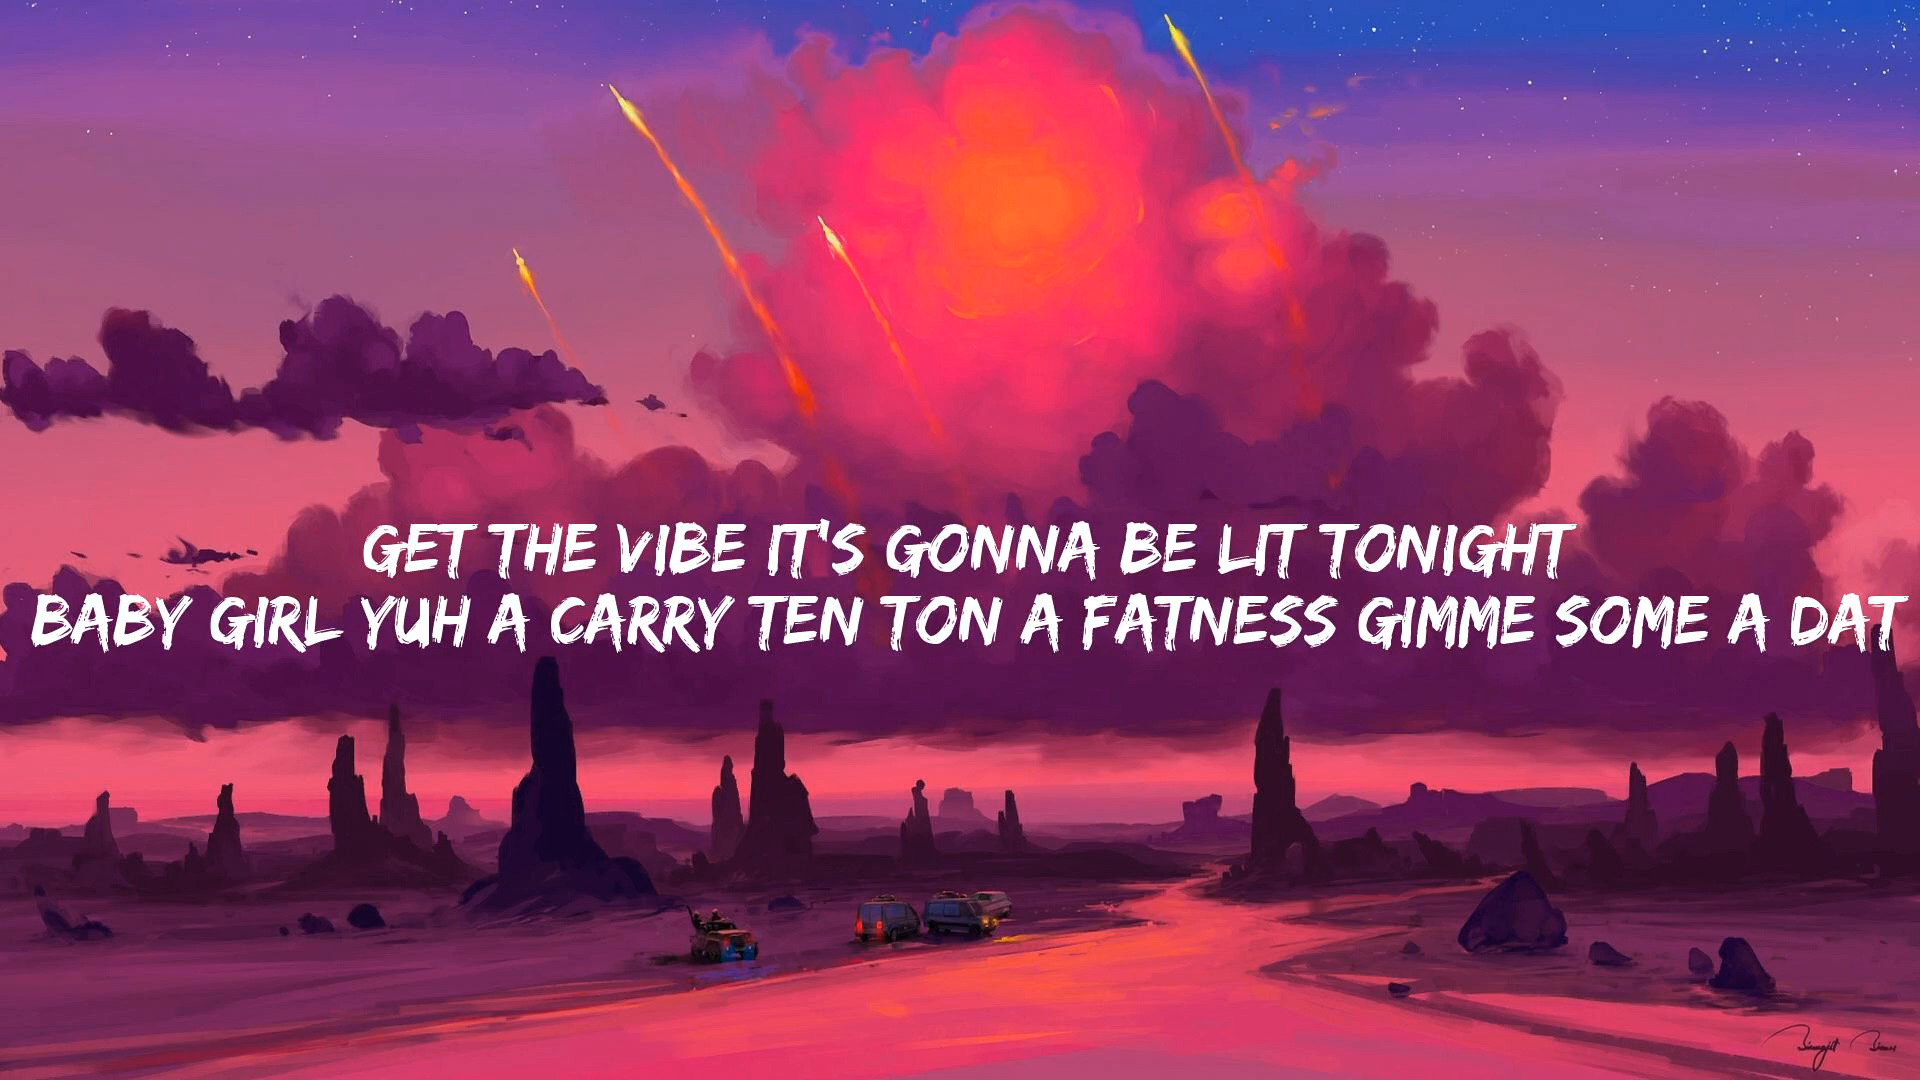 GET THE VIBE IT'S GONNA BE LIT TONIGHT
BABY GIRL YUH A CARRY TEN TON A FATNESS GIMME SOME A DAT